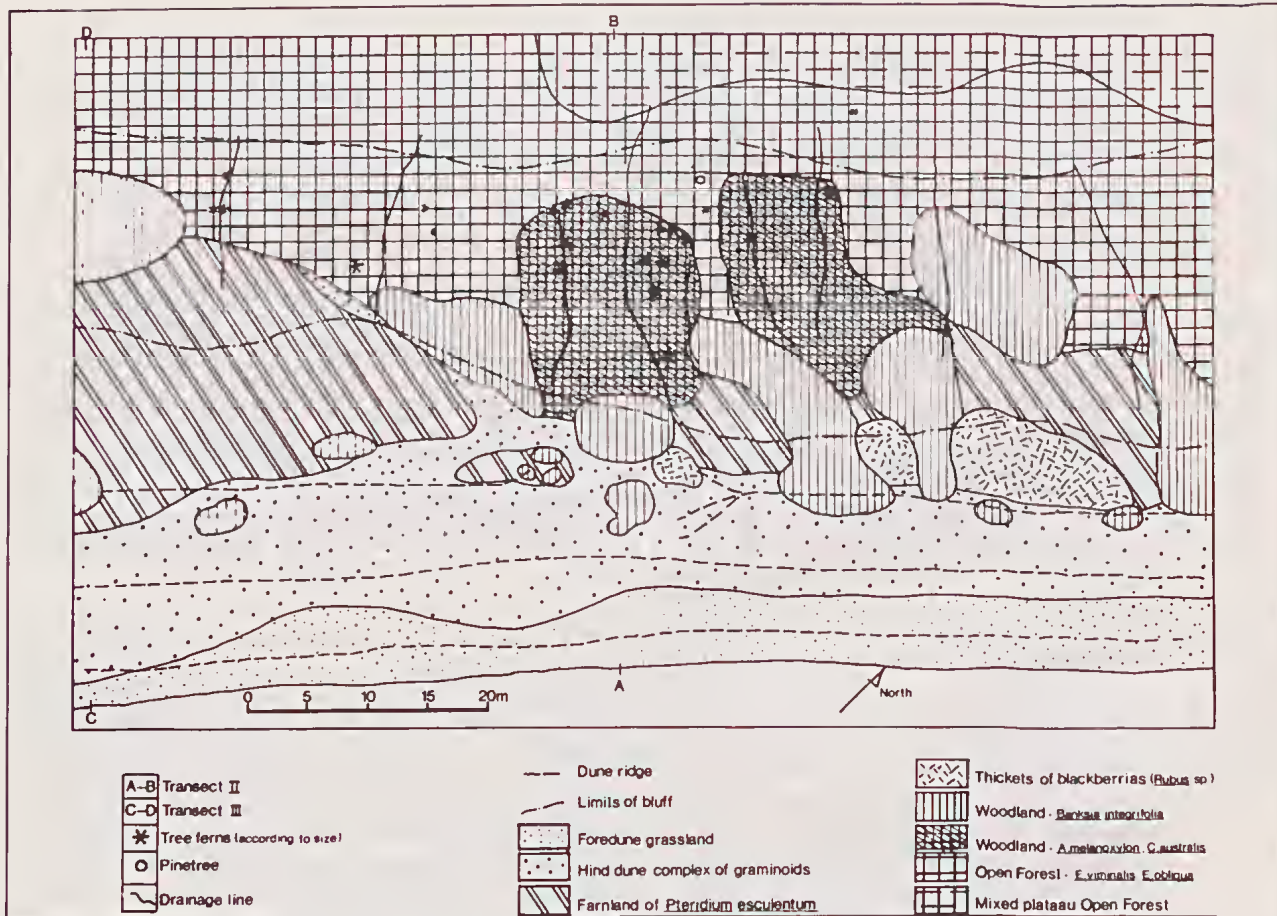 D
B
A
North
0 5 10 15 20m
C
A–B Transect II
C–D Transect III
Tree ferns (according to size)
Pinetree
Drainage line
Dune ridge
Limits of bluff
Foredune grassland
Hind dune complex of graminoids
Farnland of Pteridium esculentum
Thickets of blackberrias (Rubus sp)
Woodland · Banksia integrifolia
Woodland · A.melanoxylon C.australis
Open Forest · E.viminalis E.obliqua
Mixed plataau Open Forest